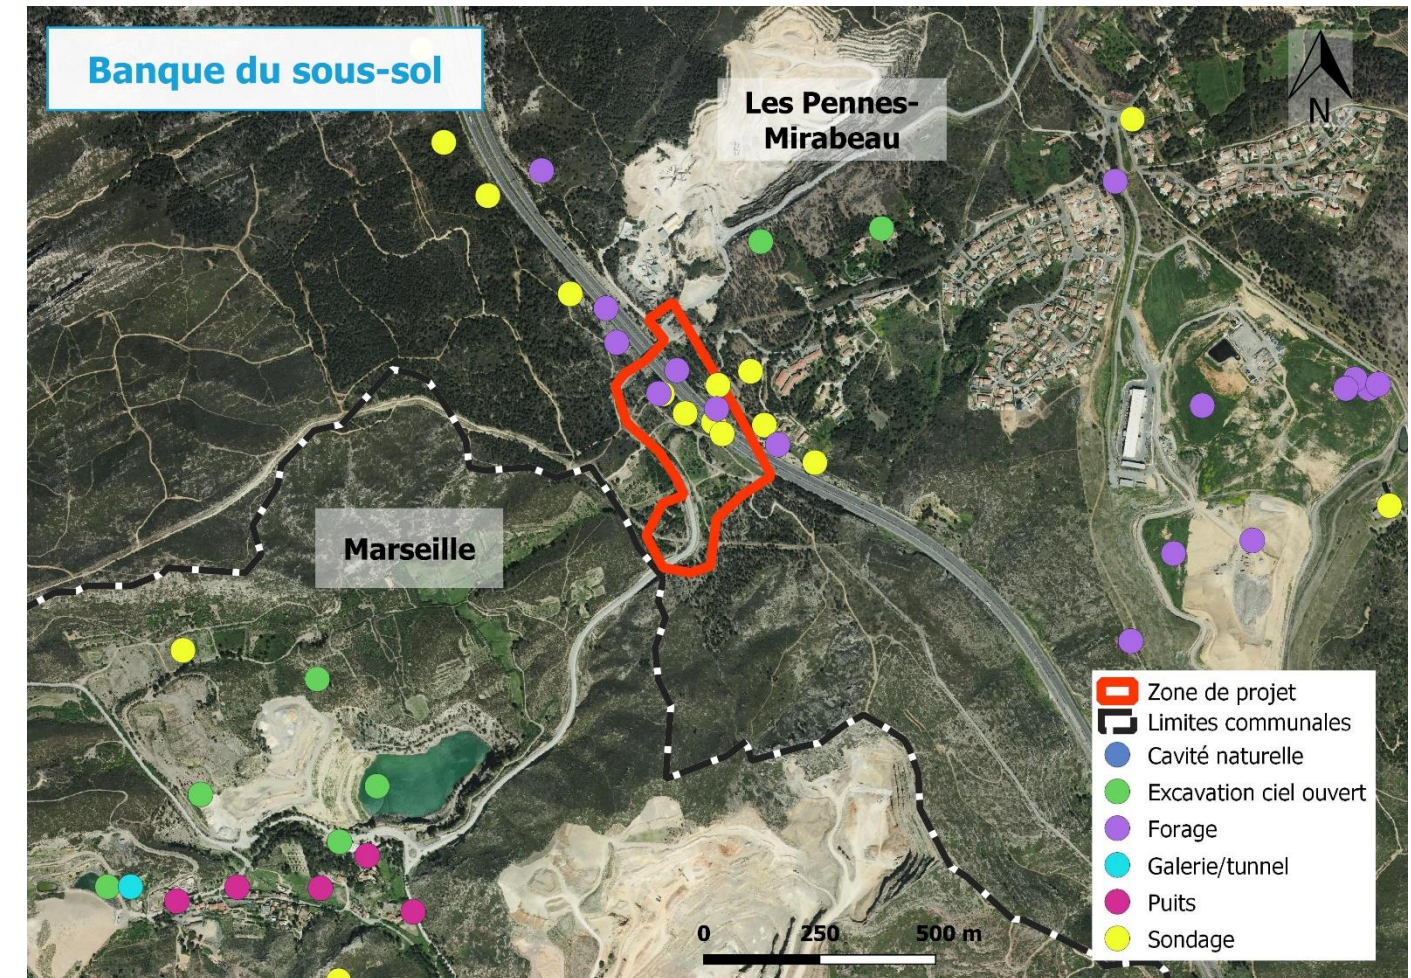 Banque du sous-sol
Les Pennes-
Mirabeau
N
Marseille
Zone de projet
Limites communales
Cavité naturelle
Excavation ciel ouvert
Forage
Galerie/tunnel
Puits
Sondage
0 250 500 m